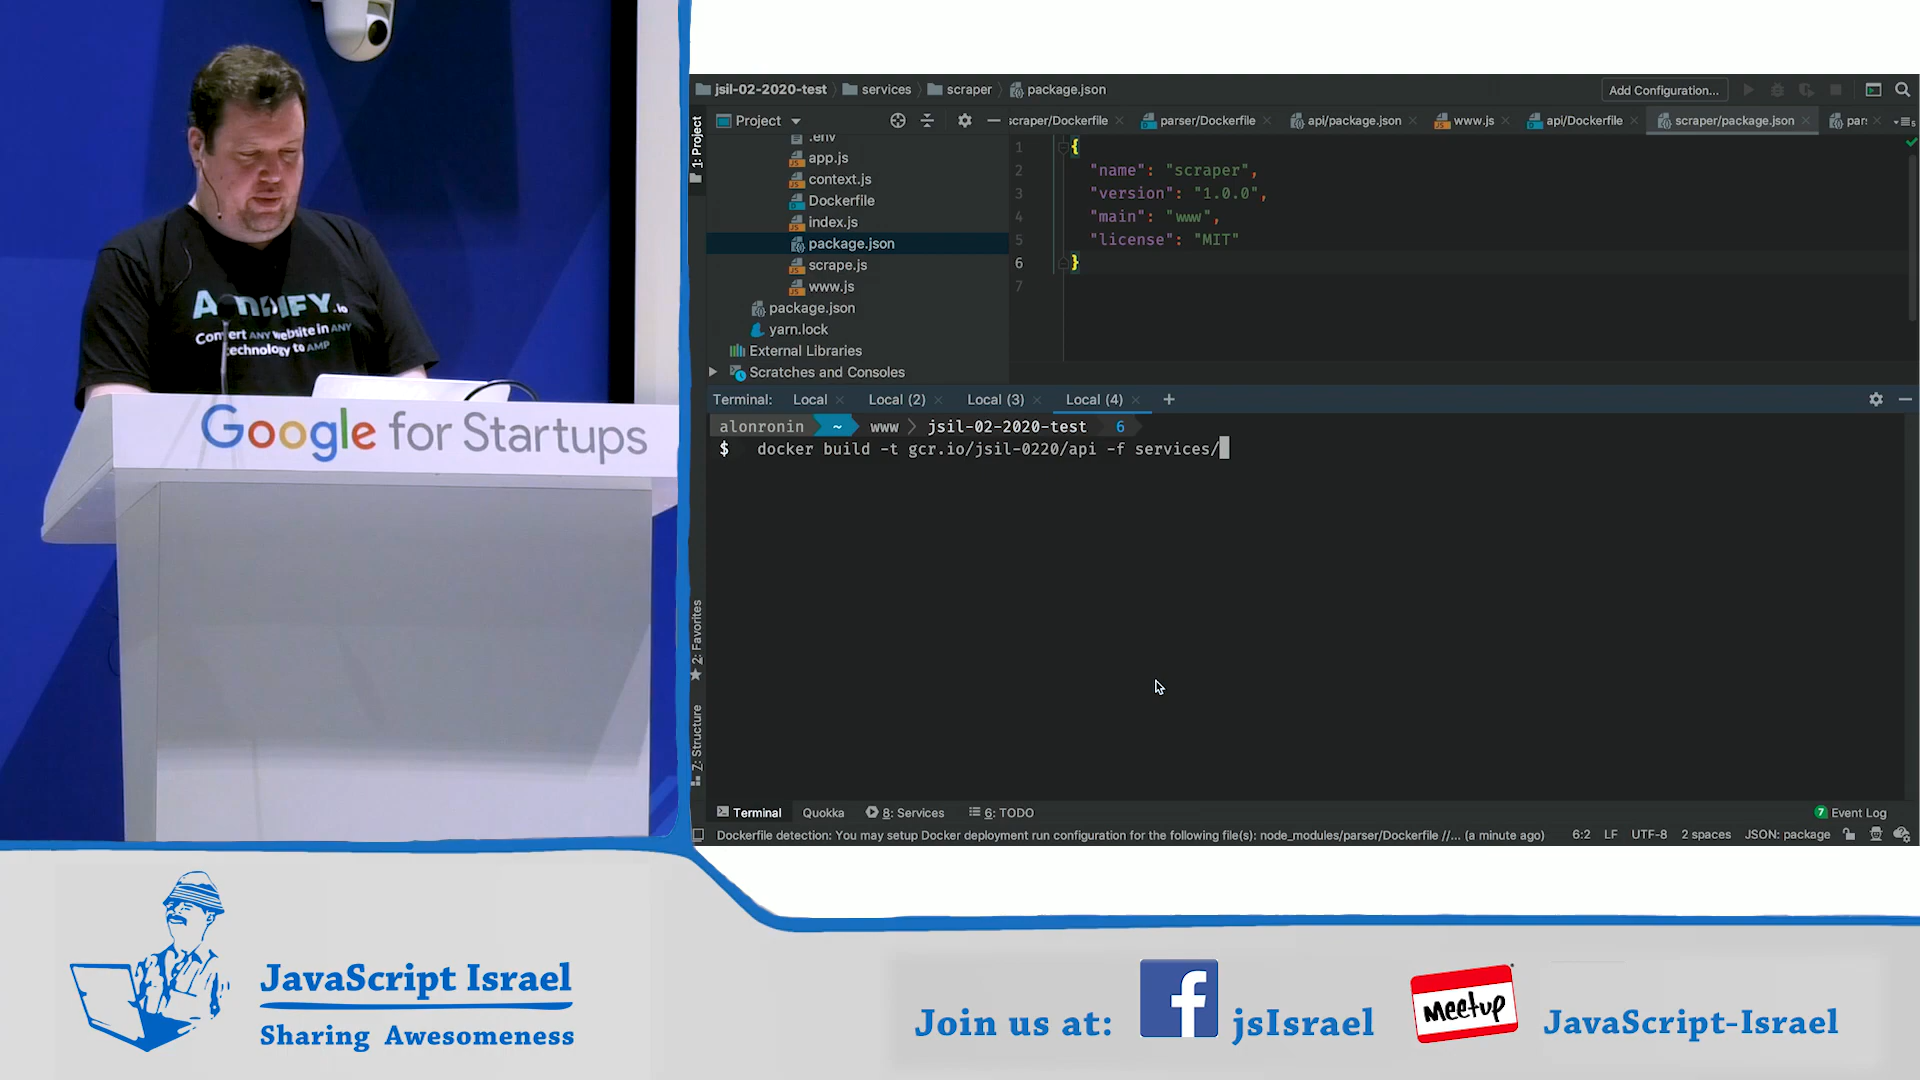 AMPIFY.io
Convert ANY website in ANY
technology to AMP
Google for Startups
jsil-02-2020-test
services
scraper
package.json
Add Configuration...
1: Project
Project
scraper/Dockerfile
parser/Dockerfile
api/package.json
www.js
api/Dockerfile
scraper/package.json
.env
app.js
context.js
Dockerfile
index.js
package.json
scrape.js
www.js
package.json
yarn.lock
External Libraries
Scratches and Consoles
1 {
2 "name": "scraper",
3 "version": "1.0.0",
4 "main": "www",
5 "license": "MIT"
6 }
7
Terminal: Local Local (2) Local (3) Local (4) +
alonronin ~ www jsil-02-2020-test 6
$ docker build -t gcr.io/jsil-0220/api -f services/
2: Favorites
Z: Structure
Terminal Quokka 8: Services 6: TODO 7 Event Log
Dockerfile detection: You may setup Docker deployment run configuration for the following file(s): node_modules/parser/Dockerfile //... (a minute ago) 6:2 LF UTF-8 2 spaces JSON: package
JavaScript Israel
Sharing Awesomeness
Join us at: f jsIsrael Meetup JavaScript-Israel